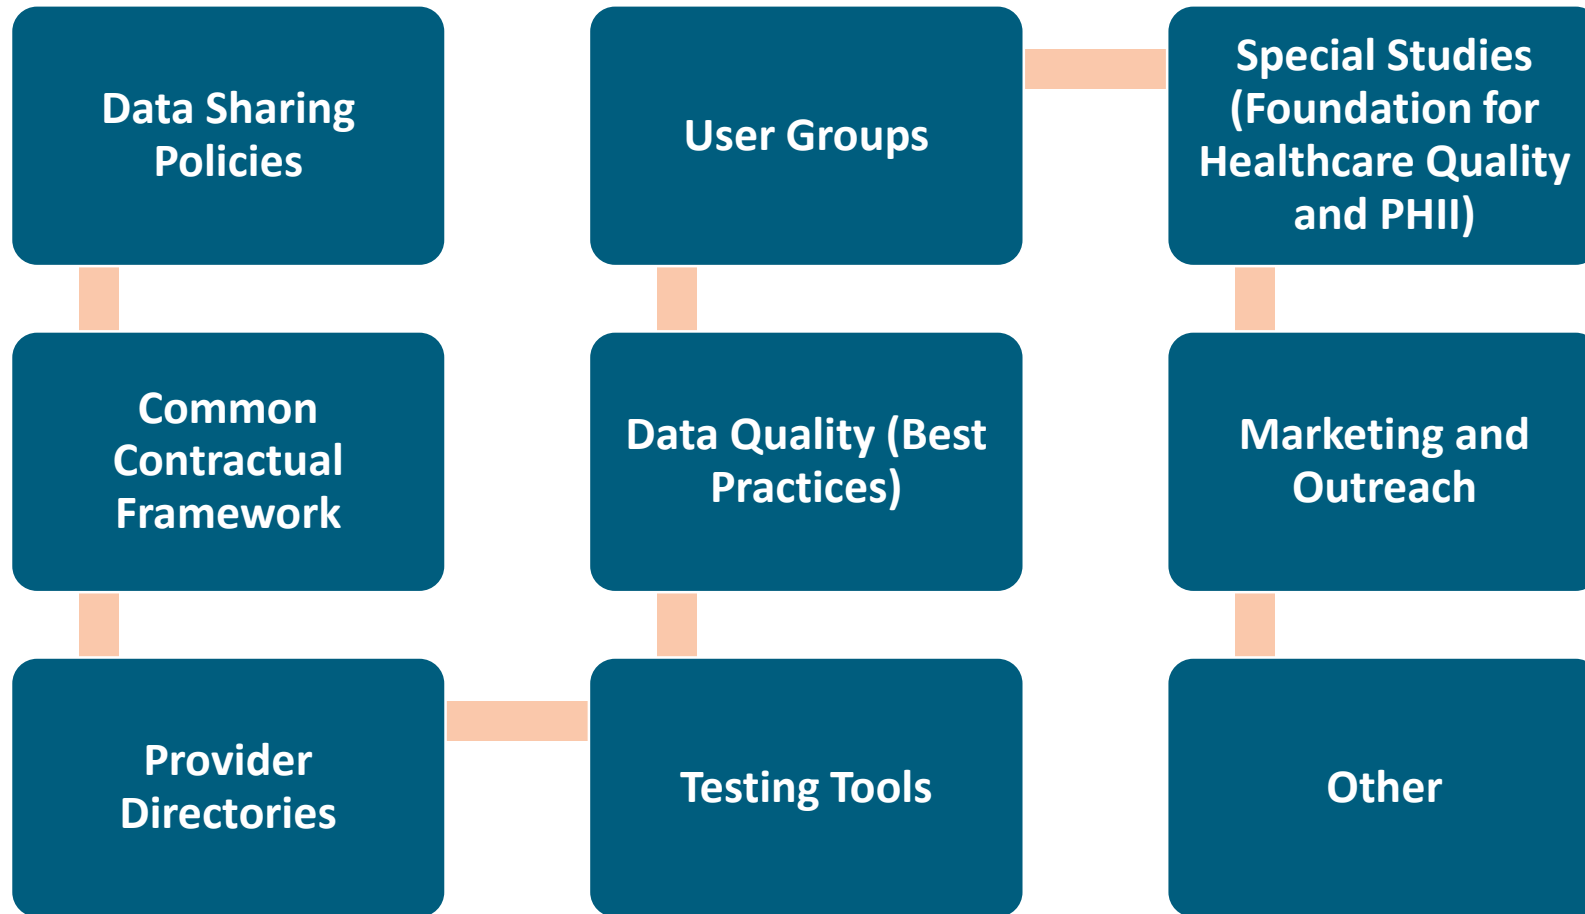 Data Sharing
Policies
Common
Contractual
Framework
Provider
Directories
Testing Tools
Data Quality (Best
Practices)
User Groups
Special Studies
(Foundation for
Healthcare Quality
and PHII)
Marketing and
Outreach
Other